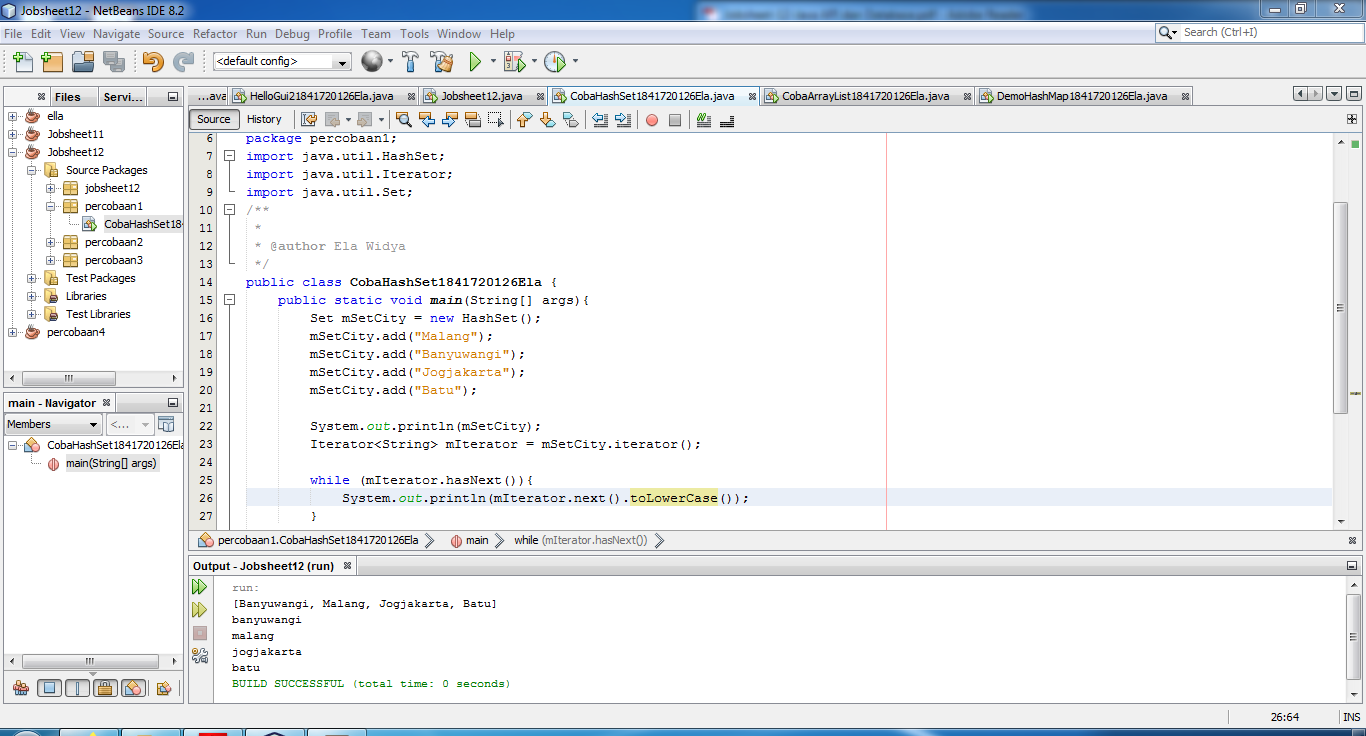 Jobsheet12 - NetBeans IDE 8.2
File Edit View Navigate Source Refactor Run Debug Profile Team Tools Window Help
Search (Ctrl+I)
<default config>
Files Servi...
...ava HelloGui21841720126Ela.java Jobsheet12.java CobaHashSet1841720126Ela.java CobaArrayList1841720126Ela.java DemoHashMap1841720126Ela.java
Source History
ella
Jobsheet11
Jobsheet12
Source Packages
jobsheet12
percobaan1
CobaHashSet18
percobaan2
percobaan3
Test Packages
Libraries
Test Libraries
percobaan4
main - Navigator
Members <...
CobaHashSet1841720126Ela
main(String[] args)
6 package percobaan1;
7 import java.util.HashSet;
8 import java.util.Iterator;
9 import java.util.Set;
10 /**
11 *
12 * @author Ela Widya
13 */
14 public class CobaHashSet1841720126Ela {
15 public static void main(String[] args){
16 Set mSetCity = new HashSet();
17 mSetCity.add("Malang");
18 mSetCity.add("Banyuwangi");
19 mSetCity.add("Jogjakarta");
20 mSetCity.add("Batu");
21
22 System.out.println(mSetCity);
23 Iterator<String> mIterator = mSetCity.iterator();
24
25 while (mIterator.hasNext()){
26 System.out.println(mIterator.next().toLowerCase());
27 }
percobaan1.CobaHashSet1841720126Ela main while (mIterator.hasNext())
Output - Jobsheet12 (run)
run:
[Banyuwangi, Malang, Jogjakarta, Batu]
banyuwangi
malang
jogjakarta
batu
BUILD SUCCESSFUL (total time: 0 seconds)
26:64 INS